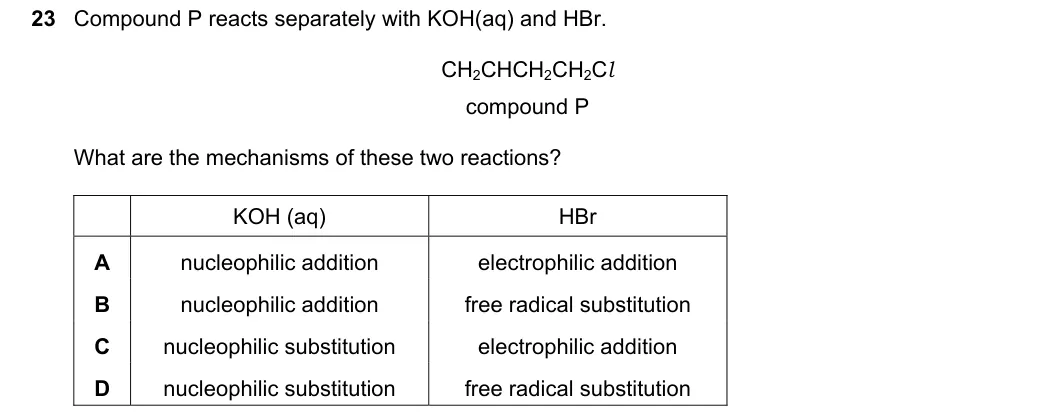 23 Compound P reacts separately with KOH(aq) and HBr.
CH₂CHCH₂CH₂Cl
compound P
What are the mechanisms of these two reactions?
KOH (aq) HBr
A nucleophilic addition electrophilic addition
B nucleophilic addition free radical substitution
C nucleophilic substitution electrophilic addition
D nucleophilic substitution free radical substitution